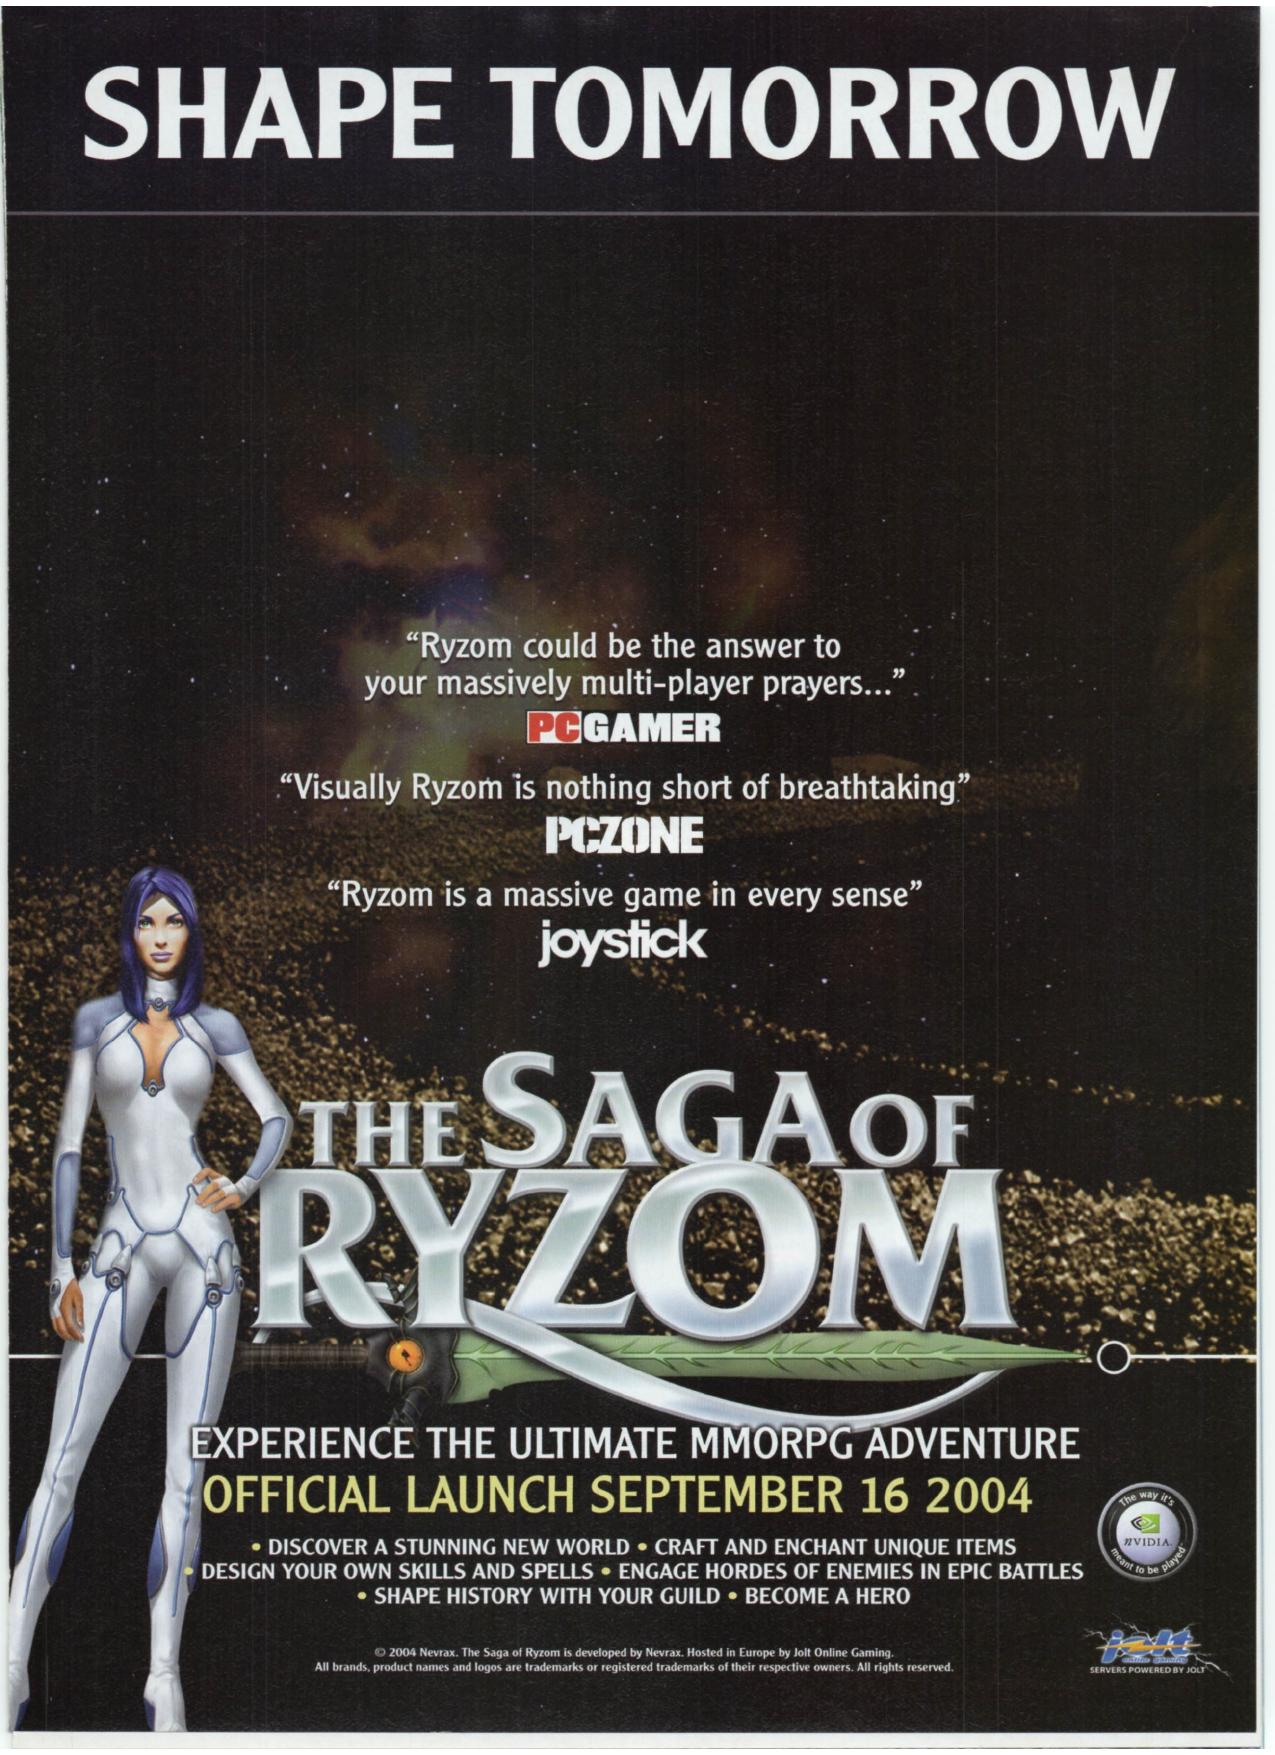 SHAPE TOMORROW
“Ryzom could be the answer to
your massively multi-player prayers...”
PCGAMER
“Visually Ryzom is nothing short of breathtaking”
PCZONE
“Ryzom is a massive game in every sense”
joystick
THE SAGA OF
RYZOM
EXPERIENCE THE ULTIMATE MMORPG ADVENTURE
OFFICIAL LAUNCH SEPTEMBER 16 2004
• DISCOVER A STUNNING NEW WORLD • CRAFT AND ENCHANT UNIQUE ITEMS
• DESIGN YOUR OWN SKILLS AND SPELLS • ENGAGE HORDES OF ENEMIES IN EPIC BATTLES
• SHAPE HISTORY WITH YOUR GUILD • BECOME A HERO
The way it's
nVIDIA.
meant to be played
© 2004 Nevrax. The Saga of Ryzom is developed by Nevrax. Hosted in Europe by Jolt Online Gaming.
All brands, product names and logos are trademarks or registered trademarks of their respective owners. All rights reserved.
jolt
online gaming
SERVERS POWERED BY JOLT